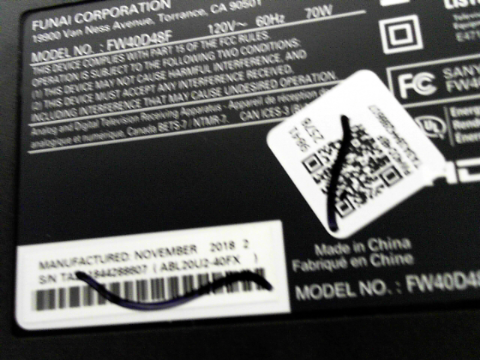 FUNAI CORPORATION
19900 Van Ness Avenue, Torrance, CA 90501
MODEL NO. : FW40D48F 120V~ 60Hz 70W
THIS DEVICE COMPLIES WITH PART 15 OF THE FCC RULES.
OPERATION IS SUBJECT TO THE FOLLOWING TWO CONDITIONS:
(1) THIS DEVICE MAY NOT CAUSE HARMFUL INTERFERENCE, AND
(2) THIS DEVICE MUST ACCEPT ANY INTERFERENCE RECEIVED,
INCLUDING INTERFERENCE THAT MAY CAUSE UNDESIRED OPERATION.
Analog and Digital Television Receiving Apparatus - Appareil de réception de
analogique et numérique, Canada BETS-7 / NTMR-7. CAN ICES-3
FC
SANY
FW4
UL
Energ
MANUFACTURED NOVEMBER 2018 2
(ABL20U2-40FX )
Made in China
Fabriqué en Chine
MODEL NO. : FW40D48